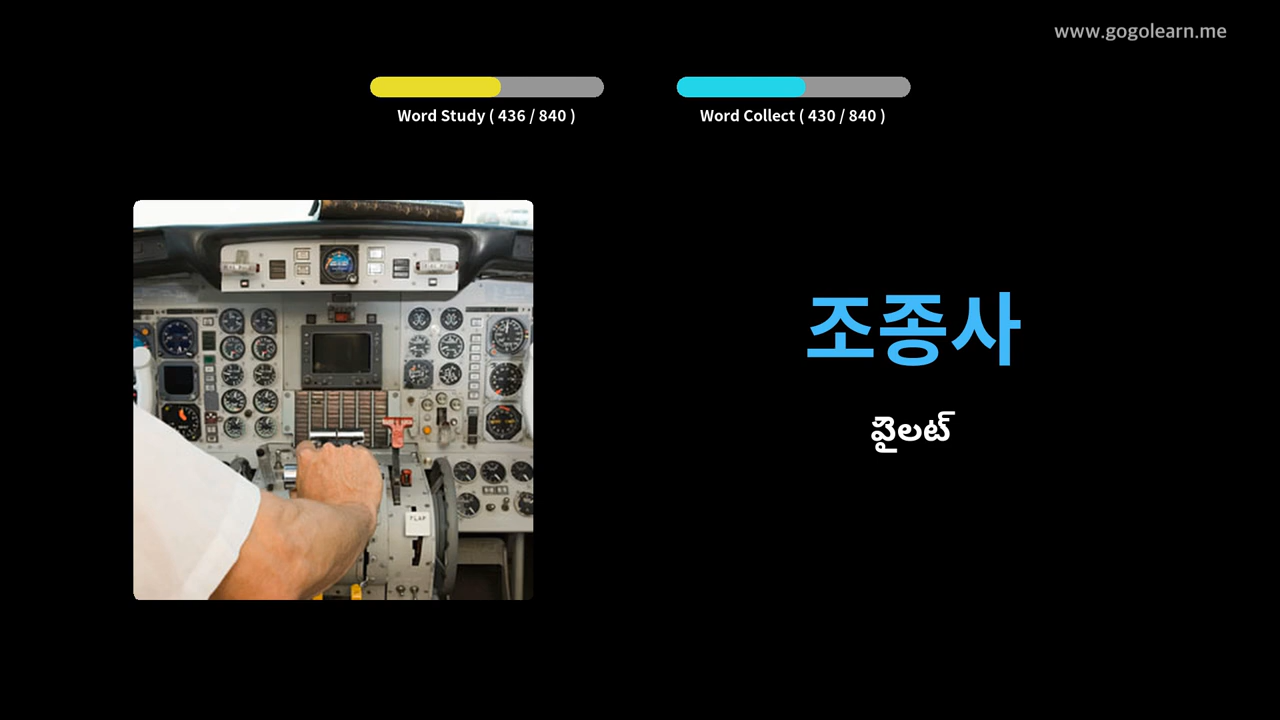 www.gogolearn.me
Word Study ( 436 / 840 )
Word Collect ( 430 / 840 )
조종사
పైలట్
FLAP